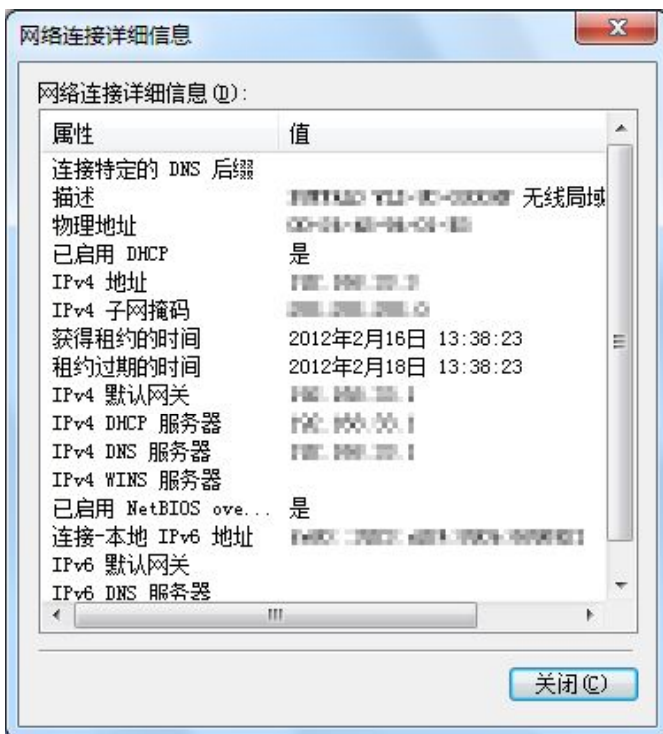 网络连接详细信息
网络连接详细信息(D):
属性 值
连接特定的 DNS 后缀
描述 无线局域
物理地址
已启用 DHCP 是
IPv4 地址
IPv4 子网掩码
获得租约的时间 2012年2月16日 13:38:23
租约过期的时间 2012年2月18日 13:38:23
IPv4 默认网关
IPv4 DHCP 服务器
IPv4 DNS 服务器
IPv4 WINS 服务器
已启用 NetBIOS ove... 是
连接-本地 IPv6 地址
IPv6 默认网关
IPv6 DNS 服务器
关闭(C)